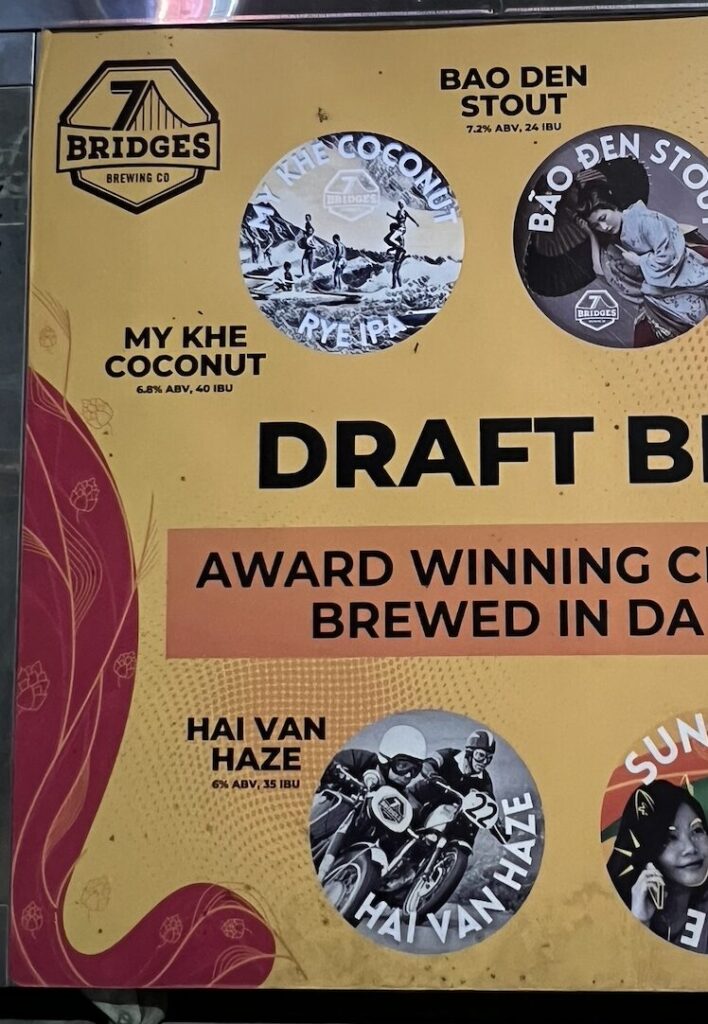 7
BRIDGES
BREWING CO
BAO DEN
STOUT
7.2% ABV, 24 IBU
MY KHE COCONUT
7
BRIDGES
RYE IPA
BÃO ĐEN STOUT
7
BRIDGES
MY KHE
COCONUT
6.8% ABV, 40 IBU
DRAFT
AWARD WINNING
BREWED IN
HAI VAN
HAZE
6% ABV, 35 IBU
22
HAI VAN HAZE
SUN